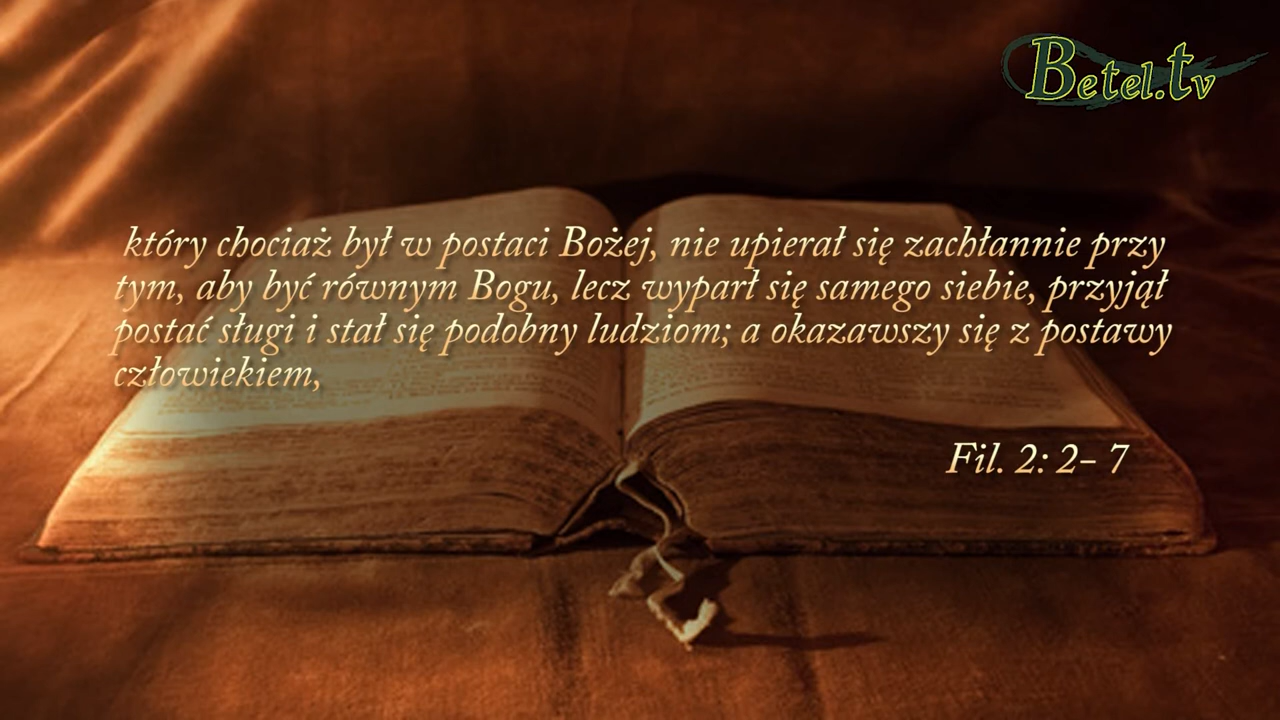 Betel.tv
który chociaż był w postaci Bożej, nie upierał się zachłannie przy
tym, aby być równym Bogu, lecz wyparł się samego siebie, przyjął
postać sługi i stał się podobny ludziom; a okazawszy się z postawy
człowiekiem,
Fil. 2: 2- 7